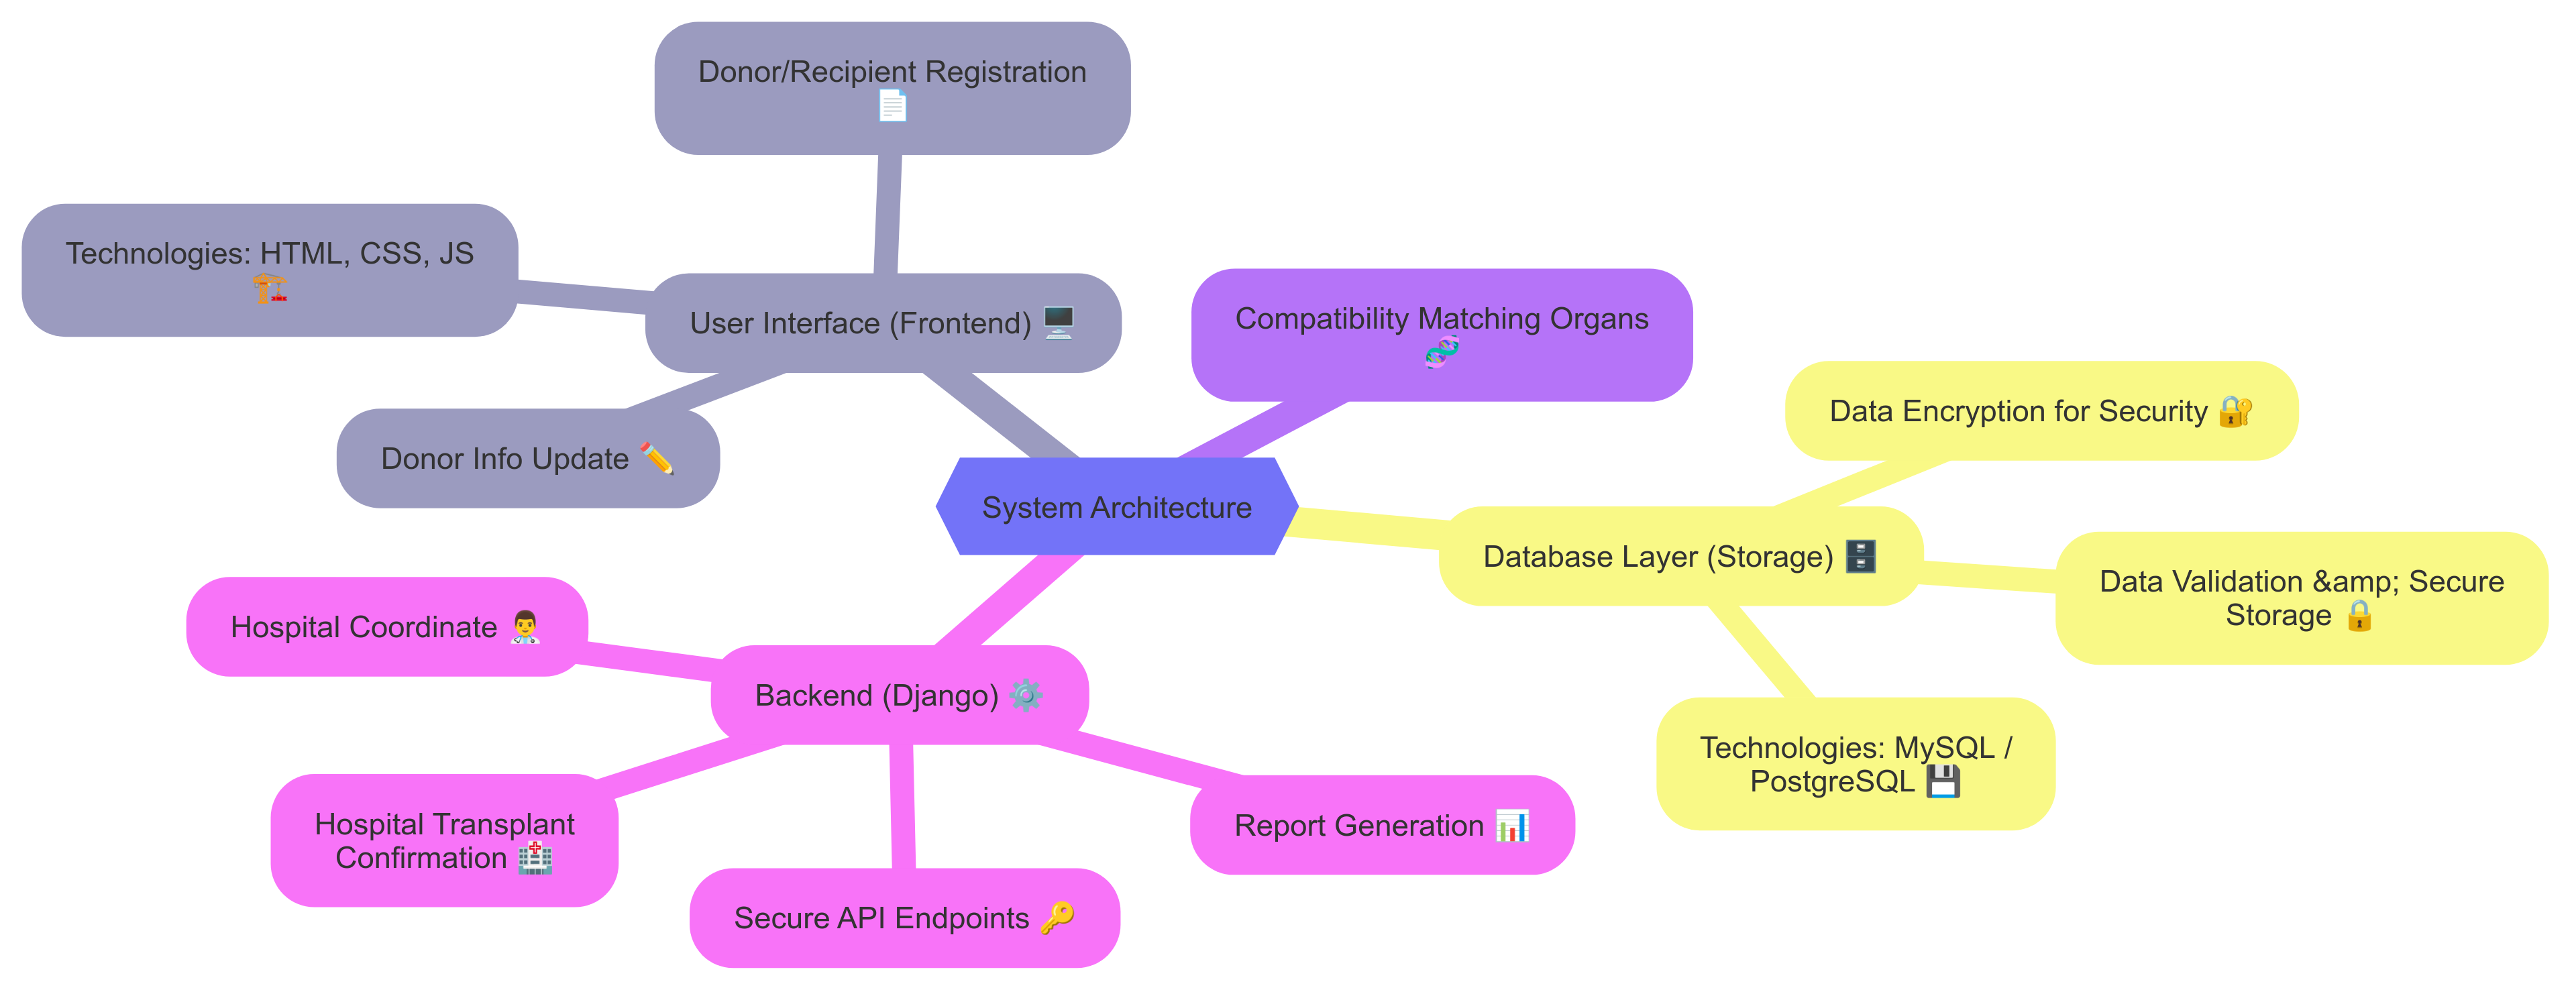 Donor/Recipient Registration
📄
Technologies: HTML, CSS, JS
🏗️
User Interface (Frontend) 🖥️
Donor Info Update ✏️
Compatibility Matching Organs
🧬
System Architecture
Data Encryption for Security 🔐
Database Layer (Storage) 🗄️
Data Validation &amp; Secure
Storage 🔒
Technologies: MySQL /
PostgreSQL 💾
Hospital Coordinate 👨‍⚕️
Backend (Django) ⚙️
Hospital Transplant
Confirmation 🏥
Secure API Endpoints 🔑
Report Generation 📊